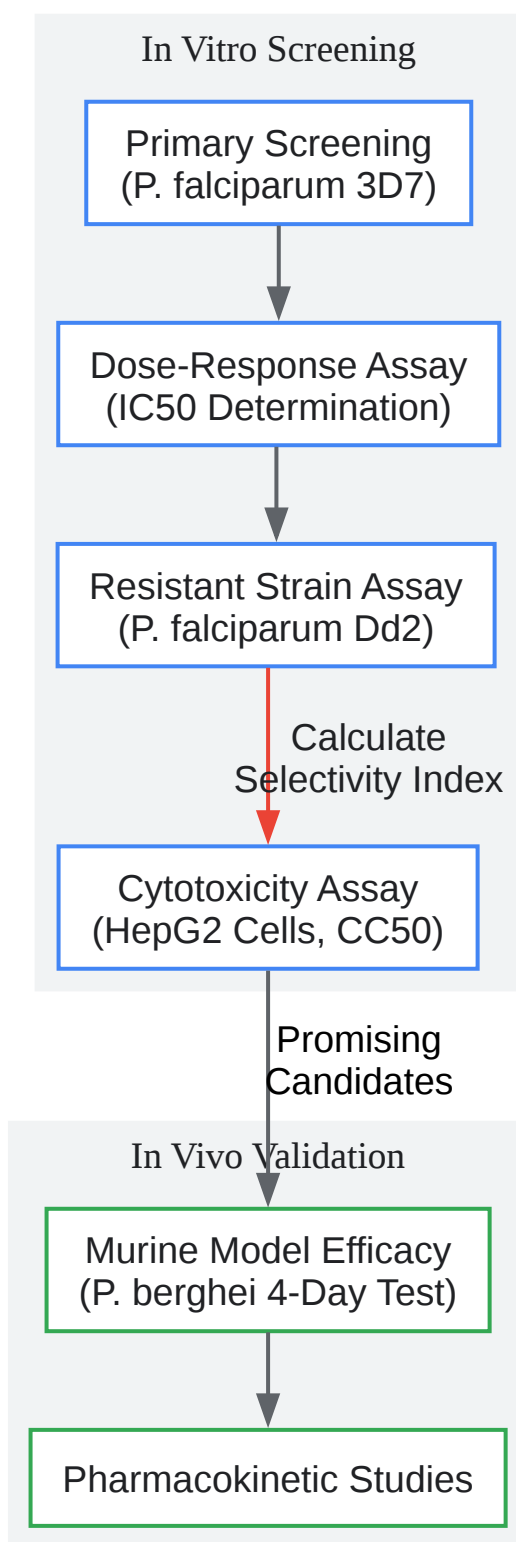 In Vitro Screening
Primary Screening
(P. falciparum 3D7)
Dose-Response Assay
(IC50 Determination)
Resistant Strain Assay
(P. falciparum Dd2)
Calculate
Selectivity Index
Cytotoxicity Assay
(HepG2 Cells, CC50)
Promising
Candidates
In Vivo Validation
Murine Model Efficacy
(P. berghei 4-Day Test)
Pharmacokinetic Studies